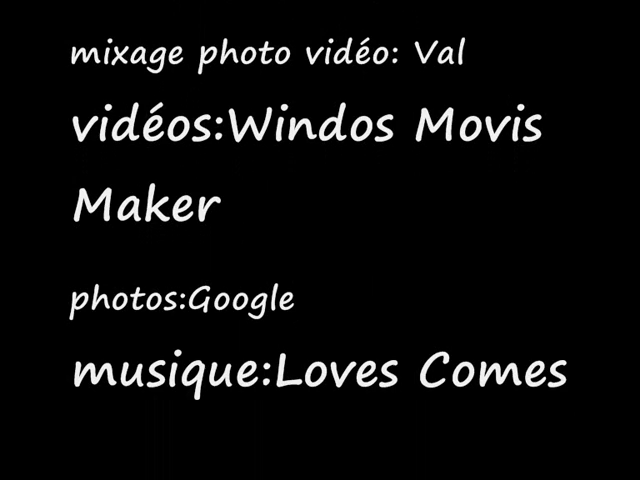 mixage photo vidéo: Val
vidéos:Windos Movis
Maker
photos:Google
musique:Loves Comes